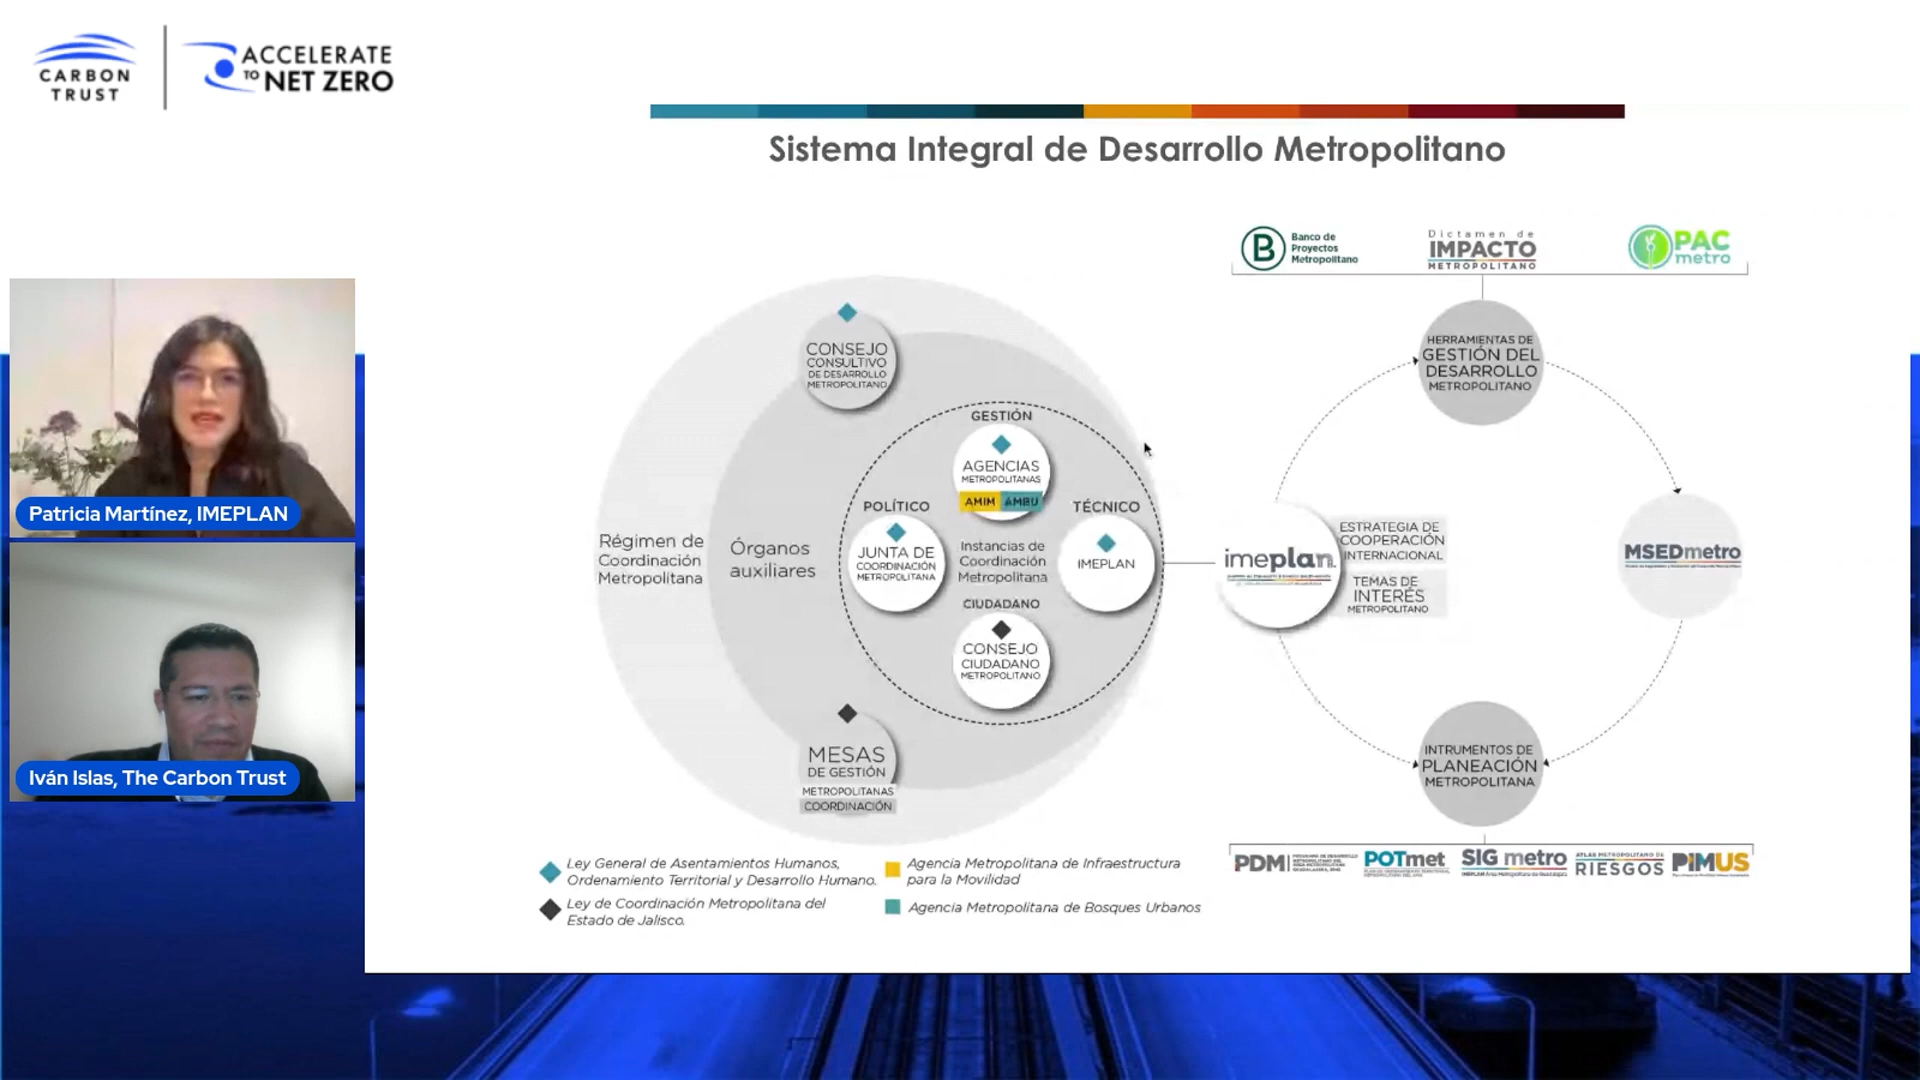 CARBON
TRUST
ACCELERATE
TO NET ZERO
Sistema Integral de Desarrollo Metropolitano
Patricia Martínez, IMEPLAN
Iván Islas, The Carbon Trust
Régimen de
Coordinación
Metropolitana
Órganos
auxiliares
CONSEJO
CONSULTIVO
DE DESARROLLO
METROPOLITANO
GESTIÓN
AGENCIAS
METROPOLITANAS
AMIM AMBU
POLÍTICO
JUNTA DE
COORDINACIÓN
METROPOLITANA
Instancias de
Coordinación
Metropolitana
TÉCNICO
IMEPLAN
CIUDADANO
CONSEJO
CIUDADANO
METROPOLITANO
MESAS
DE GESTIÓN
METROPOLITANAS
COORDINACIÓN
B Banco de
Proyectos
Metropolitano
Dictamen de
IMPACTO
METROPOLITANO
PAC
metro
HERRAMIENTAS DE
GESTIÓN DEL
DESARROLLO
METROPOLITANO
imeplan.
ESTRATEGIA DE
COOPERACIÓN
INTERNACIONAL
TEMAS DE
INTERÉS
METROPOLITANO
MSEDmetro
INTRUMENTOS DE
PLANEACIÓN
METROPOLITANA
PDM
POTmet
SIG metro
ATLAS METROPOLITANO DE
RIESGOS
PIMUS
Ley General de Asentamientos Humanos,
Ordenamiento Territorial y Desarrollo Humano.
Ley de Coordinación Metropolitana del
Estado de Jalisco.
Agencia Metropolitana de Infraestructura
para la Movilidad
Agencia Metropolitana de Bosques Urbanos